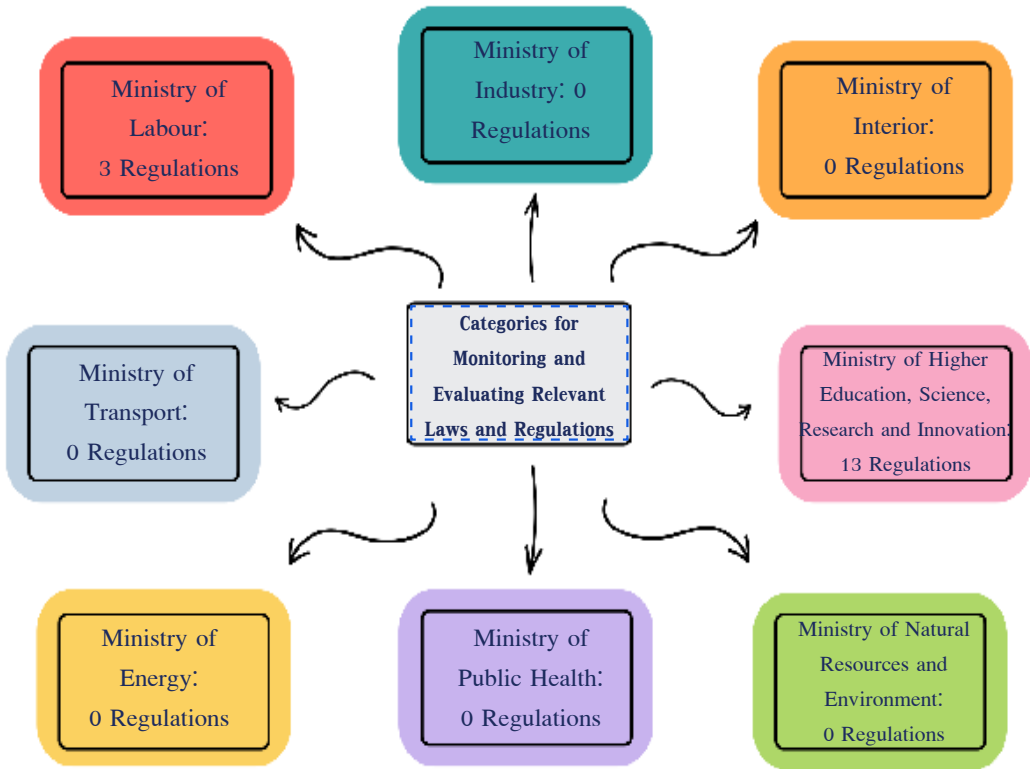 Ministry of
Labour:
3 Regulations
Ministry of
Industry: 0
Regulations
Ministry of
Interior:
0 Regulations
Ministry of
Transport:
0 Regulations
Categories for
Monitoring and
Evaluating Relevant
Laws and Regulations
Ministry of Higher
Education, Science,
Research and Innovation:
13 Regulations
Ministry of
Energy:
0 Regulations
Ministry of
Public Health:
0 Regulations
Ministry of Natural
Resources and
Environment:
0 Regulations